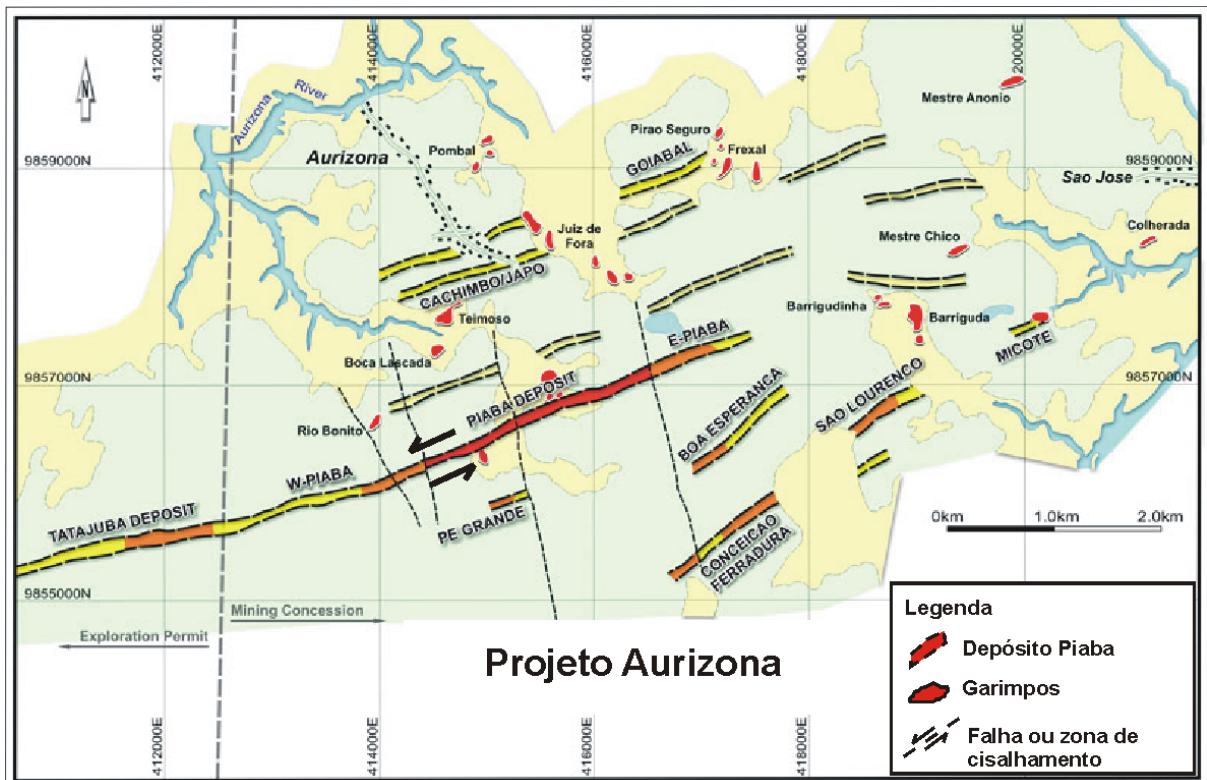 412000E
414000E
416000E
418000E
20000E
N
Aurizona
River
Mestre Anonio
Pirao Seguro
Pombal
Frexal
9859000N
Aurizona
GOIABAL
9859000N
Sao Jose
Juiz de
Fora
Colherada
Mestre Chico
CACHIMBO/JAPO
Teimoso
Barrigudinha
Barriguda
E-PIABA
MICOTE
Boca Lascada
9857000N
9857000N
PIABA DEPOSIT
SAO LOURENCO
BOA ESPERANCA
Rio Bonito
W-PIABA
TATAJUBA DEPOSIT
PE GRANDE
CONCEICAO
FERRADURA
0km
1.0km
2.0km
9855000N
Mining Concession
Exploration Permit
Projeto Aurizona
Legenda
Depósito Piaba
Garimpos
Falha ou zona de
cisalhamento
412000E
414000E
416000E
418000E
20000E